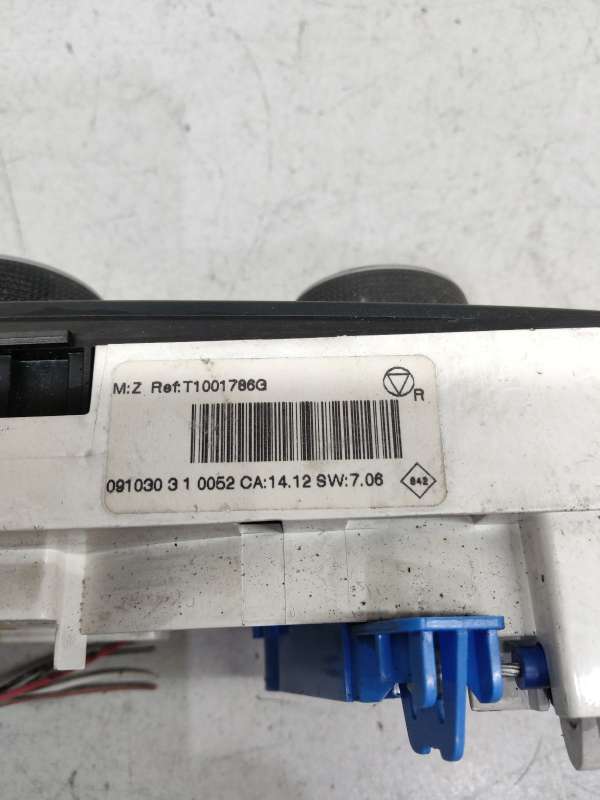 M:Z Ref:T1001786G
R
091030 3 1 0052 CA:14.12 SW:7.06
842